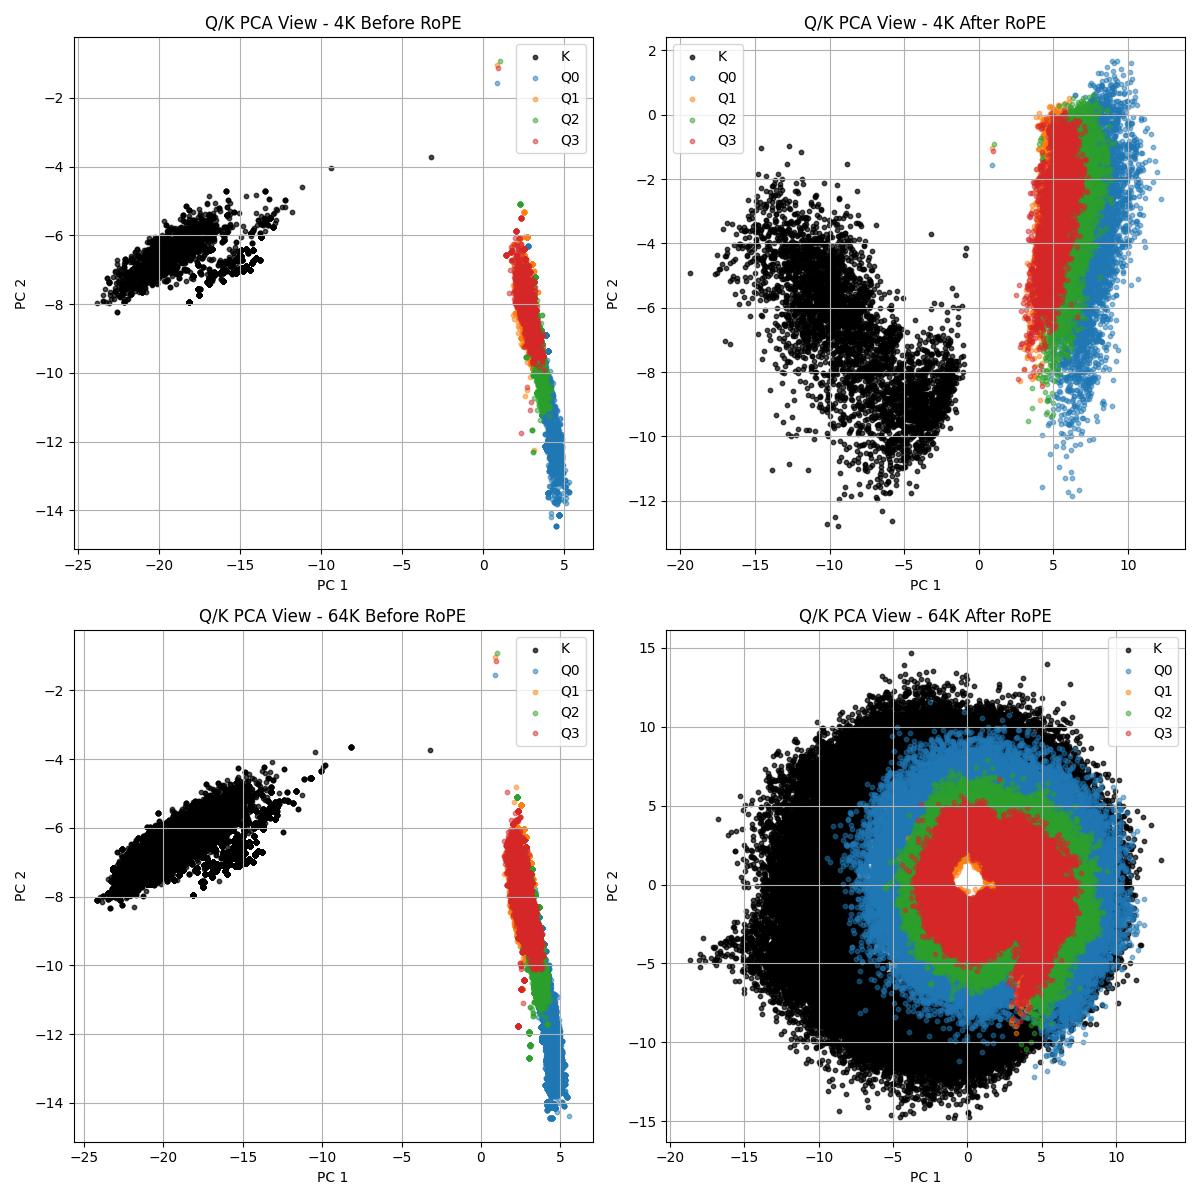 Q/K PCA View - 4K Before RoPE
K
Q0
Q1
Q2
Q3
−2
−4
−6
−8
−10
−12
−14
PC 2
−25
−20
−15
−10
−5
0
5
PC 1
Q/K PCA View - 4K After RoPE
K
Q0
Q1
Q2
Q3
2
0
−2
−4
−6
−8
−10
−12
PC 2
−20
−15
−10
−5
0
5
10
PC 1
Q/K PCA View - 64K Before RoPE
K
Q0
Q1
Q2
Q3
−2
−4
−6
−8
−10
−12
−14
PC 2
−25
−20
−15
−10
−5
0
5
PC 1
Q/K PCA View - 64K After RoPE
K
Q0
Q1
Q2
Q3
15
10
5
0
−5
−10
−15
PC 2
−20
−15
−10
−5
0
5
10
PC 1